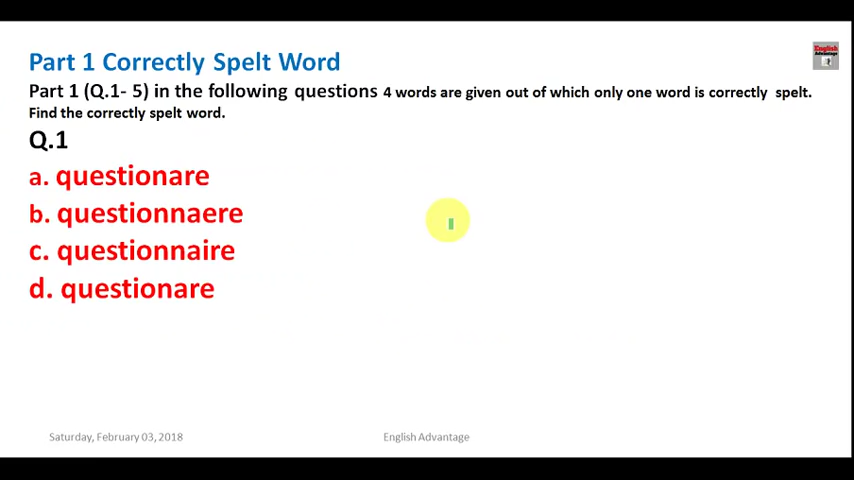 Part 1 Correctly Spelt Word
English
Advantage
Part 1 (Q.1- 5) in the following questions 4 words are given out of which only one word is correctly spelt.
Find the correctly spelt word.
Q.1
a. questionare
b. questionnaere
c. questionnaire
d. questionare
Saturday, February 03, 2018
English Advantage